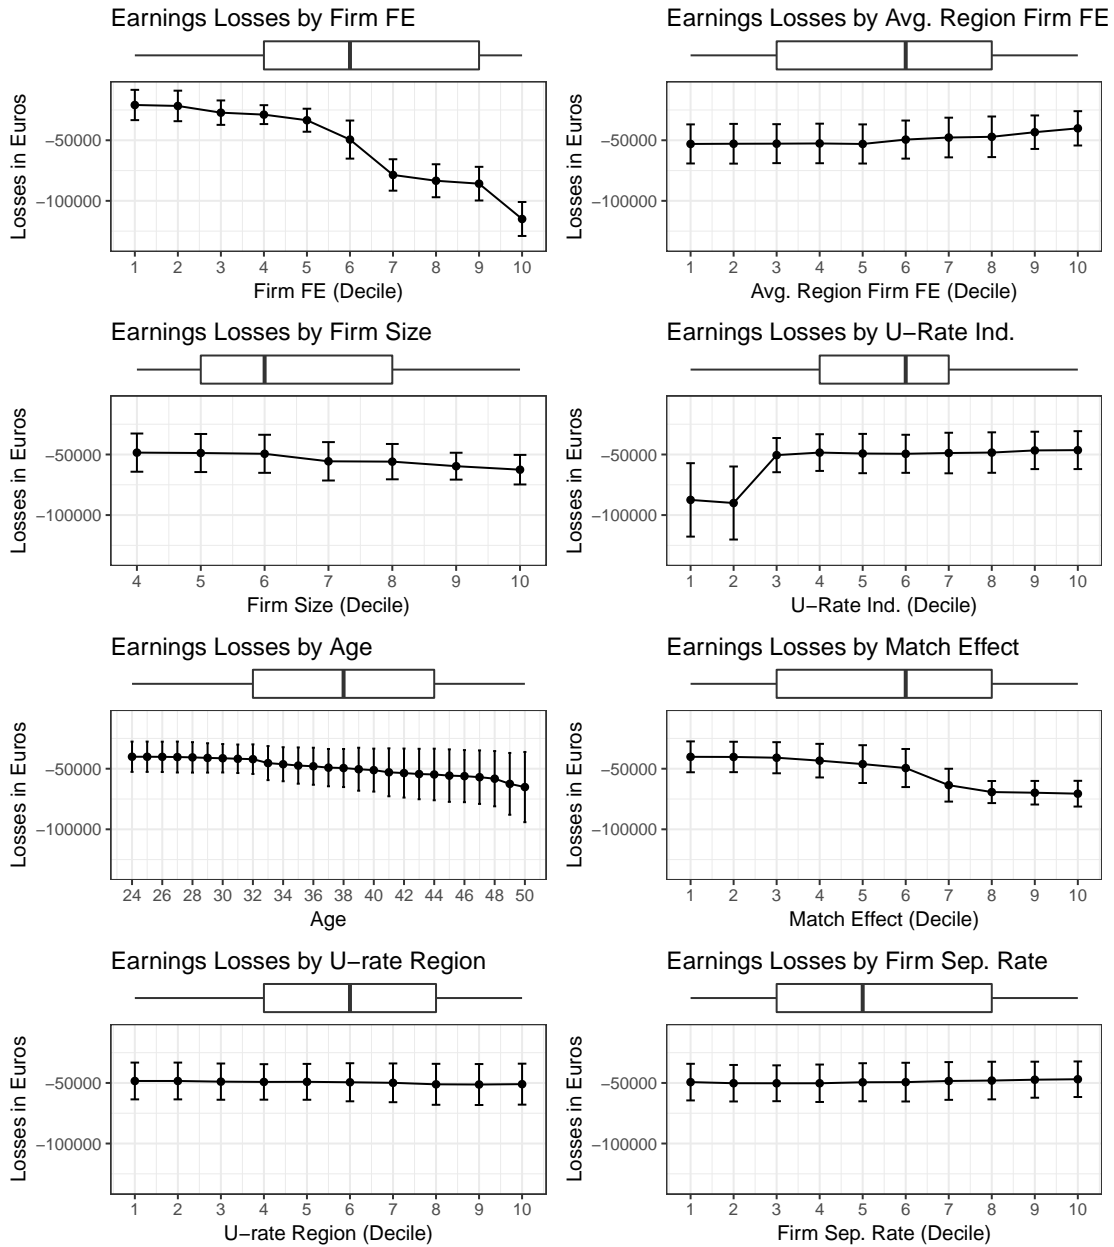 Earnings Losses by Firm FE
Losses in Euros
−50000
−100000
1 2 3 4 5 6 7 8 9 10
Firm FE (Decile)
Earnings Losses by Avg. Region Firm FE
Losses in Euros
−50000
−100000
1 2 3 4 5 6 7 8 9 10
Avg. Region Firm FE (Decile)
Earnings Losses by Firm Size
Losses in Euros
−50000
−100000
4 5 6 7 8 9 10
Firm Size (Decile)
Earnings Losses by U−Rate Ind.
Losses in Euros
−50000
−100000
1 2 3 4 5 6 7 8 9 10
U−Rate Ind. (Decile)
Earnings Losses by Age
Losses in Euros
−50000
−100000
24 26 28 30 32 34 36 38 40 42 44 46 48 50
Age
Earnings Losses by Match Effect
Losses in Euros
−50000
−100000
1 2 3 4 5 6 7 8 9 10
Match Effect (Decile)
Earnings Losses by U−rate Region
Losses in Euros
−50000
−100000
1 2 3 4 5 6 7 8 9 10
U−rate Region (Decile)
Earnings Losses by Firm Sep. Rate
Losses in Euros
−50000
−100000
1 2 3 4 5 6 7 8 9 10
Firm Sep. Rate (Decile)